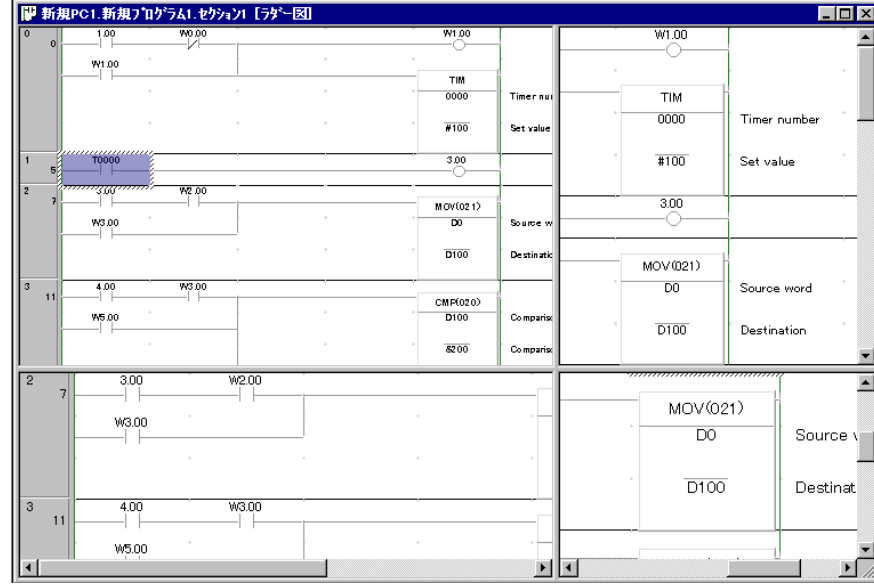 新規PC1.新規プログラム1.セクション1 [ラダー図]
0 0 1.00 W0.00 W1.00
W1.00
TIM
0000 Timer nu
#100 Set value
1 5 T0000 3.00
2 7 3.00 W2.00
MOV(021)
W3.00 D0 Source w
D100 Destinatio
3 11 4.00 W3.00
CMP(020)
W5.00 D100 Compariso
&200 Compariso
W1.00
TIM
0000 Timer number
#100 Set value
3.00
MOV(021)
D0 Source word
D100 Destination
2 7 3.00 W2.00
W3.00
3 11 4.00 W3.00
W5.00
MOV(021)
D0 Source
D100 Destinat